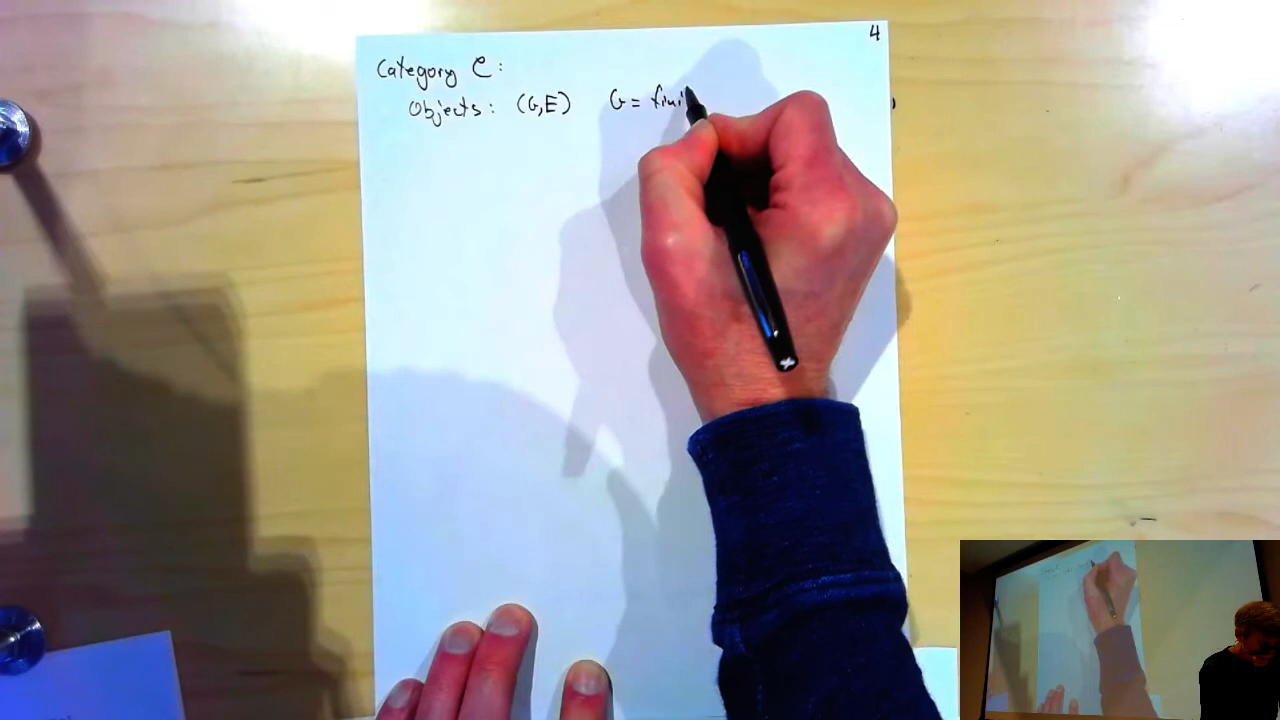 4
Category C:
Objects: (G,E) G = fini